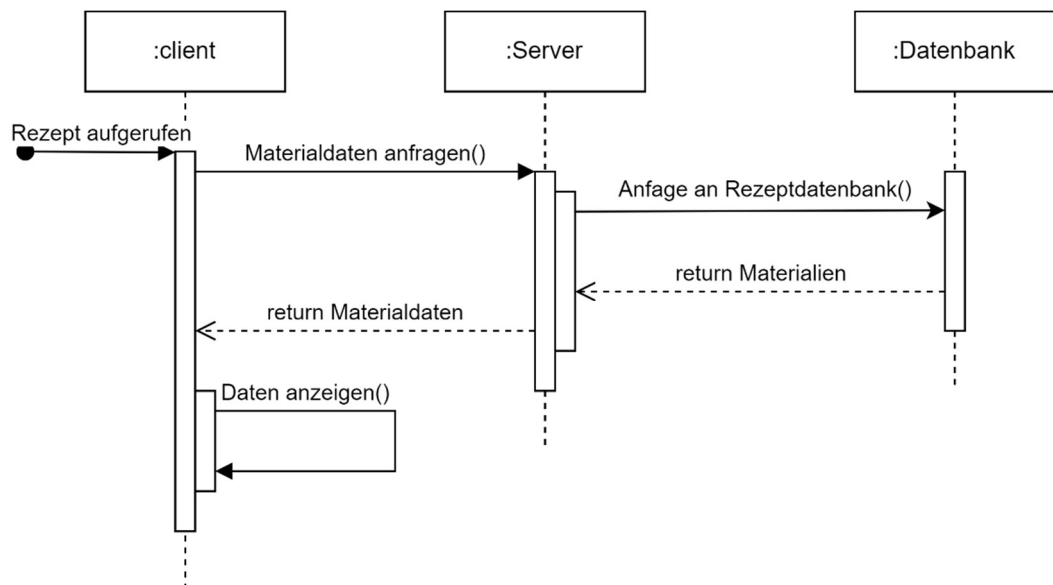 :client
:Server
:Datenbank
Rezept aufgerufen
Materialdaten anfragen()
Anfage an Rezeptdatenbank()
return Materialien
return Materialdaten
Daten anzeigen()